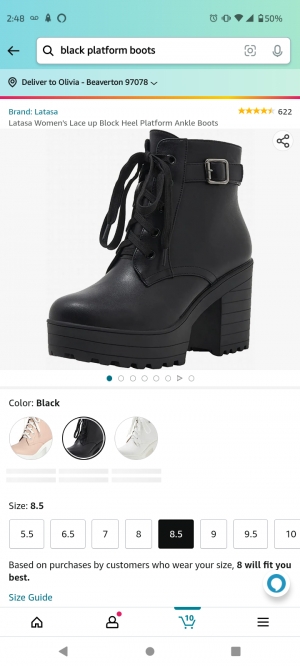 2:48
50%
black platform boots
Deliver to Olivia - Beaverton 97078
Brand: Latasa
622
Latasa Women's Lace up Block Heel Platform Ankle Boots
Color: Black
Size: 8.5
5.5 6.5 7 8 8.5 9 9.5 10
Based on purchases by customers who wear your size, 8 will fit you
best.
Size Guide
10